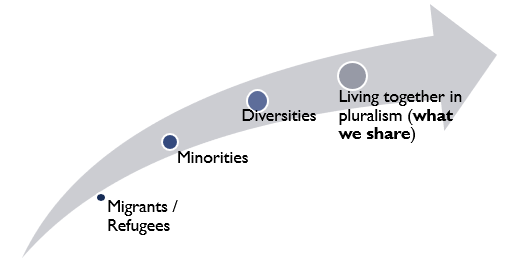 Living together in
pluralism (what
we share)
Diversities
Minorities
Migrants /
Refugees